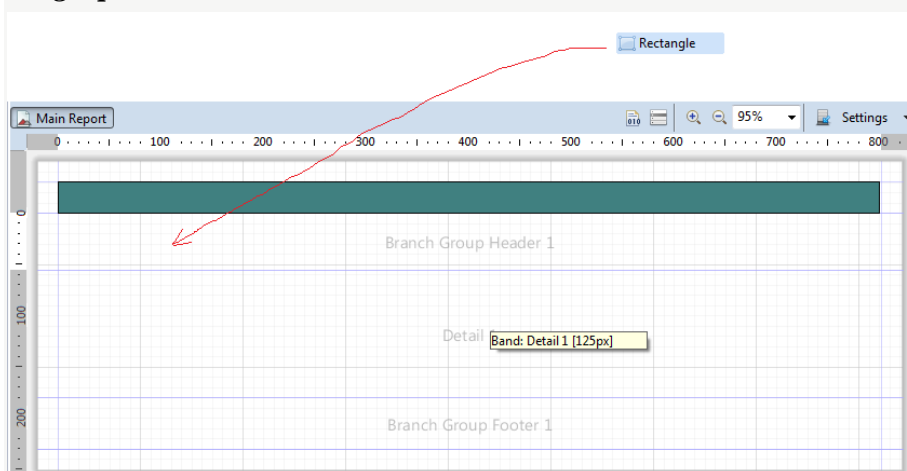 Rectangle
Main Report 95% Settings
0 100 200 300 400 500 600 700 800
0
Branch Group Header 1
100
Detail
Band: Detail 1 [125px]
200
Branch Group Footer 1